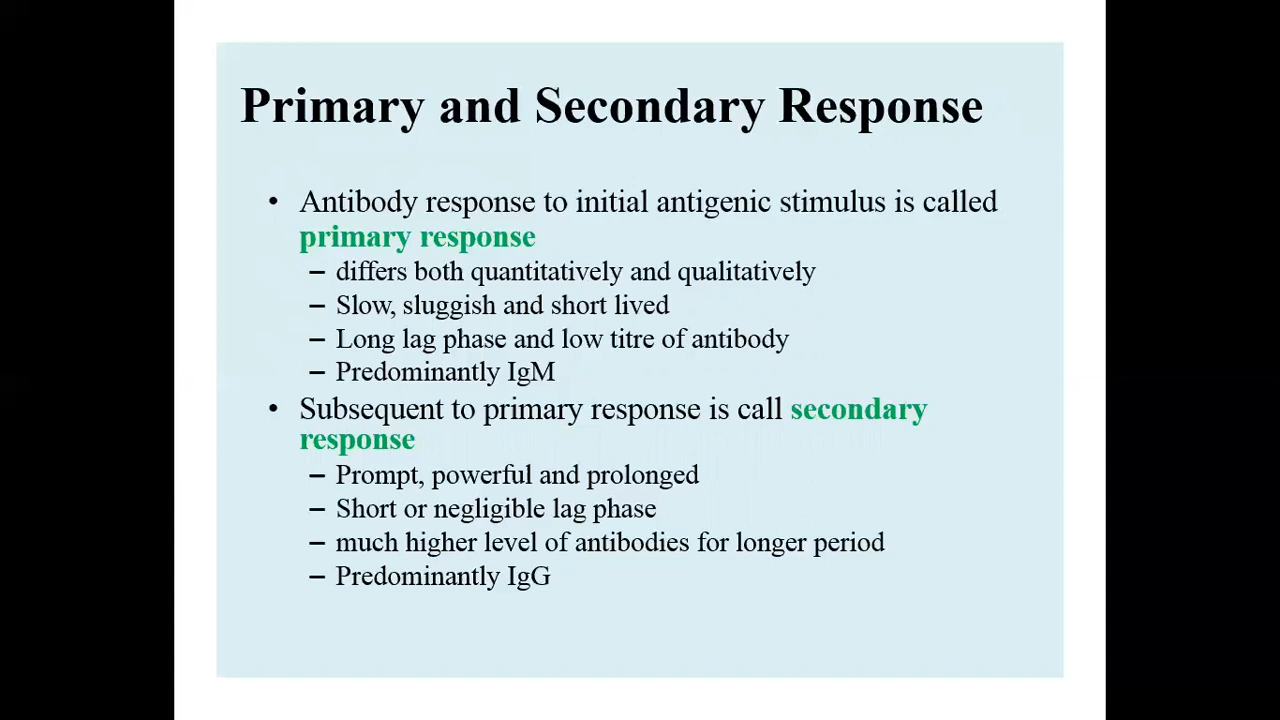 Primary and Secondary Response
• Antibody response to initial antigenic stimulus is called
primary response
– differs both quantitatively and qualitatively
– Slow, sluggish and short lived
– Long lag phase and low titre of antibody
– Predominantly IgM
• Subsequent to primary response is call secondary
response
– Prompt, powerful and prolonged
– Short or negligible lag phase
– much higher level of antibodies for longer period
– Predominantly IgG